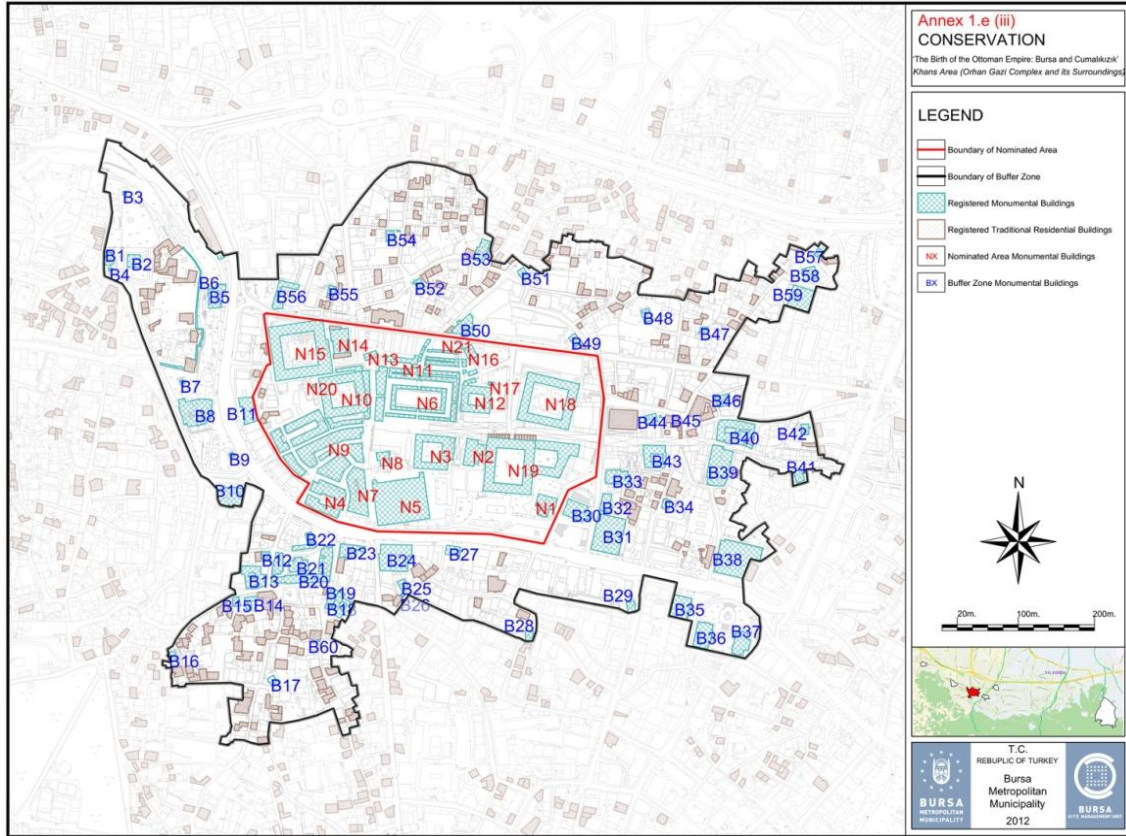 Annex 1.e (iii)
CONSERVATION
'The Birth of the Ottoman Empire: Bursa and Cumalıkızık'
Khans Area (Orhan Gazi Complex and its Surroundings)
LEGEND
Boundary of Nominated Area
Boundary of Buffer Zone
Registered Monumental Buildings
Registered Traditional Residential Buildings
NX Nominated Area Monumental Buildings
BX Buffer Zone Monumental Buildings
N
20m. 100m. 200m.
T.C.
REBUPLIC OF TURKEY
Bursa
Metropolitan
Municipality
2012
BURSA
METROPOLITAN
MUNICIPALITY
BURSA
SITE MANAGEMENT UNIT
B3
B54
B53
B57
B1
B2
B4
B58
B51
B6
B5
B56
B55
B52
B59
B48
B50
B47
B49
N14
N15
N13
N21
N16
N11
B7
N20
N10
N6
N17
N12
N18
B46
B8
B11
B44
B45
B40
B42
N9
N8
N3
N2
B43
B9
N19
B39
B41
B33
B10
N4
N7
N5
N1
B30
B32
B34
B31
B22
B23
B24
B27
B38
B12
B21
B13
B20
B25
B19
B15
B14
B18
B26
B29
B35
B28
B36
B37
B60
B16
B17